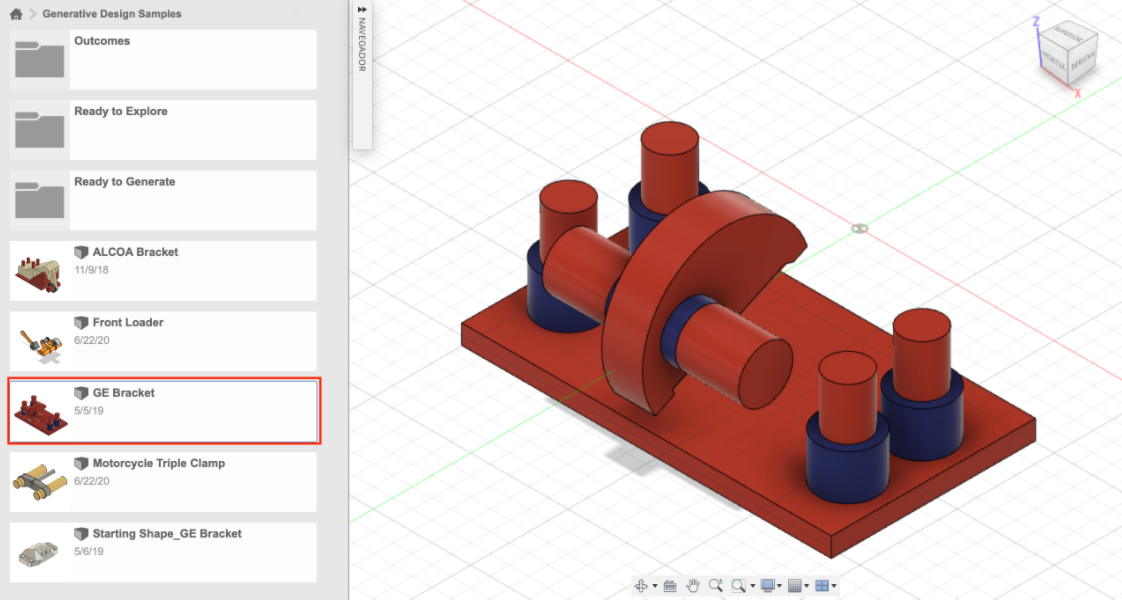 Generative Design Samples
Outcomes
Ready to Explore
Ready to Generate
ALCOA Bracket
11/9/18
Front Loader
6/22/20
GE Bracket
5/5/19
Motorcycle Triple Clamp
6/22/20
Starting Shape_GE Bracket
5/6/19
NAVEGADOR
Z
SUPERIOR
FRONTAL
DERECHA
X